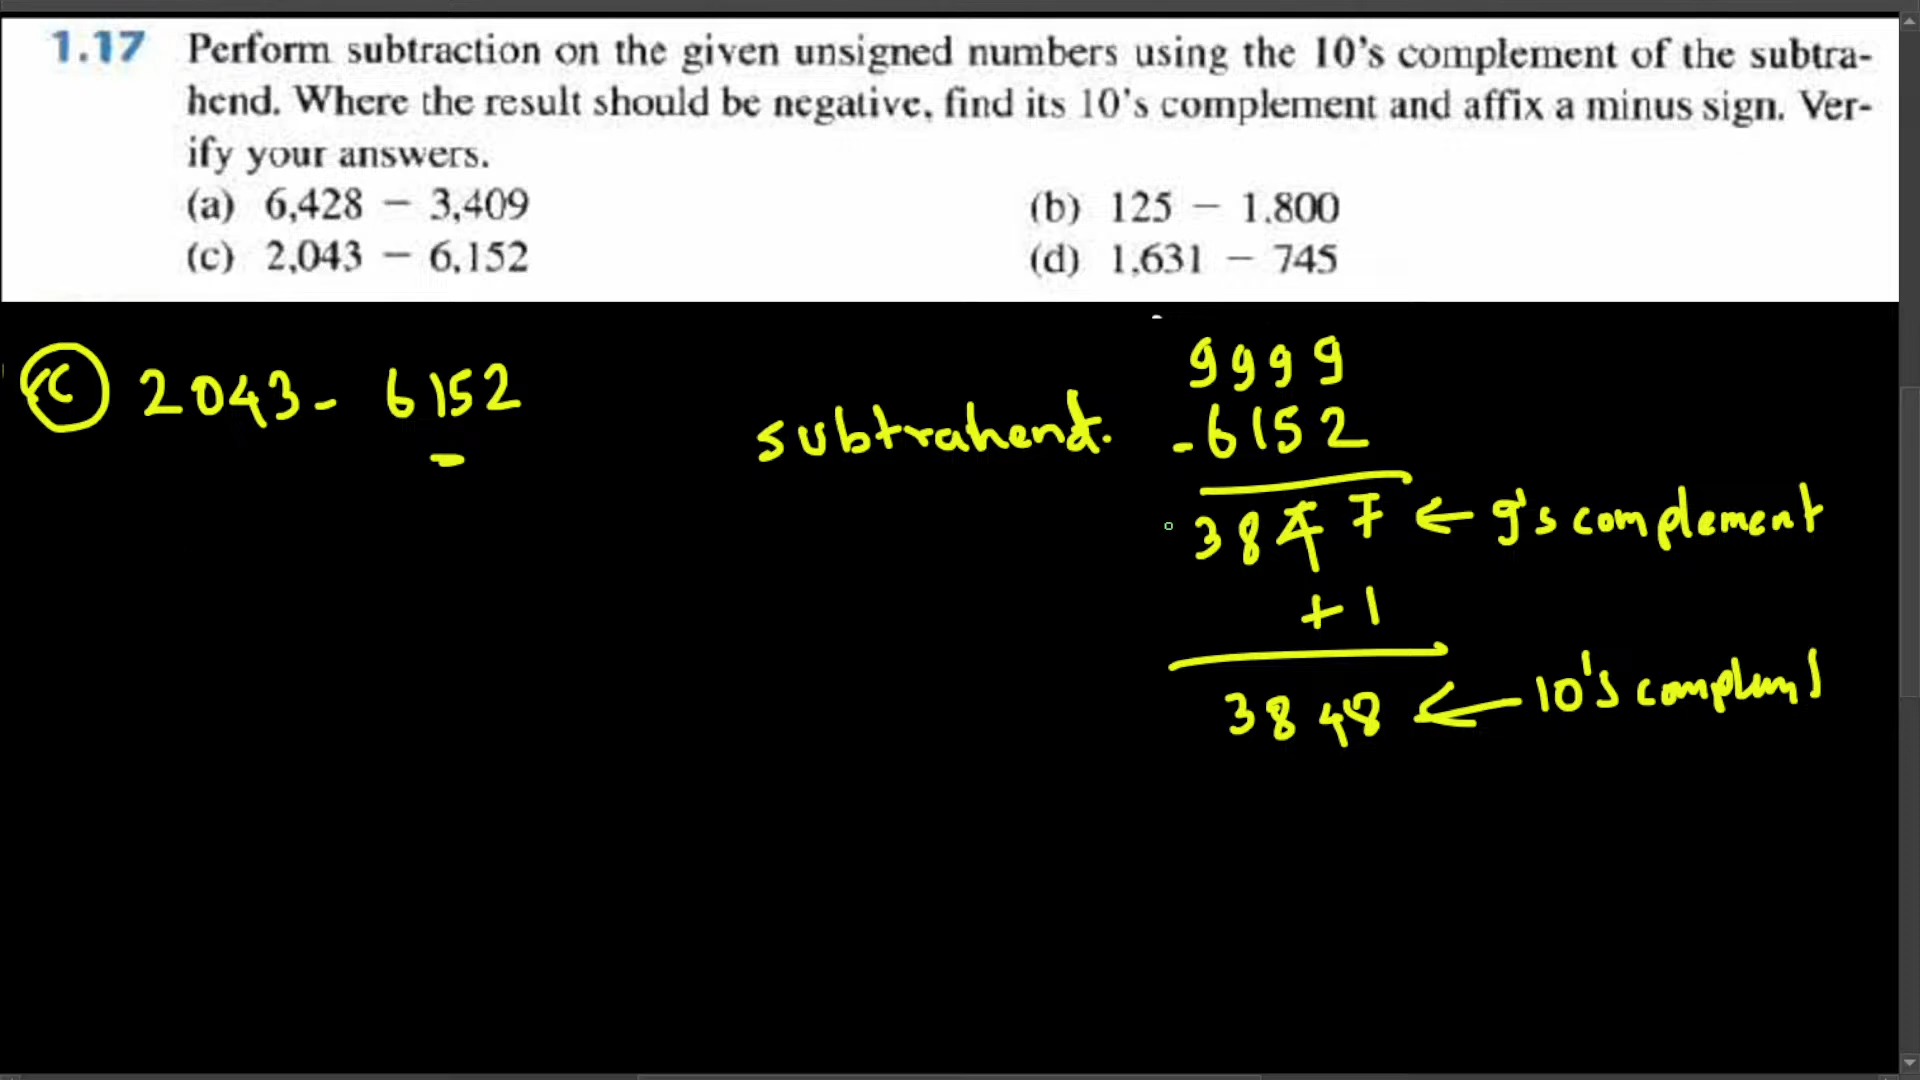 1.17 Perform subtraction on the given unsigned numbers using the 10's complement of the subtra-
hend. Where the result should be negative, find its 10's complement and affix a minus sign. Ver-
ify your answers.
(a) 6,428 − 3,409 (b) 125 − 1,800
(c) 2,043 − 6,152 (d) 1,631 − 745
(c) 2043 - 6152
9999
subtrahend. - 6152
3847 ← 9's complement
+ 1
3848 ← 10's complement